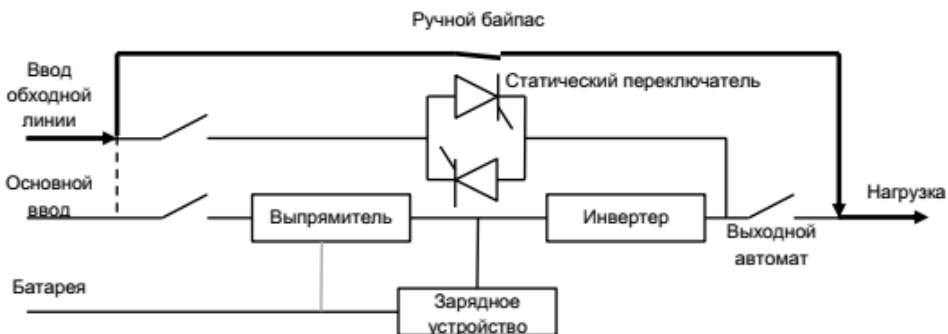 Ручной байпас
Ввод
обходной
линии
Статический переключатель
Основной
ввод
Выпрямитель
Инвертер
Нагрузка
Выходной
автомат
Батарея
Зарядное
устройство